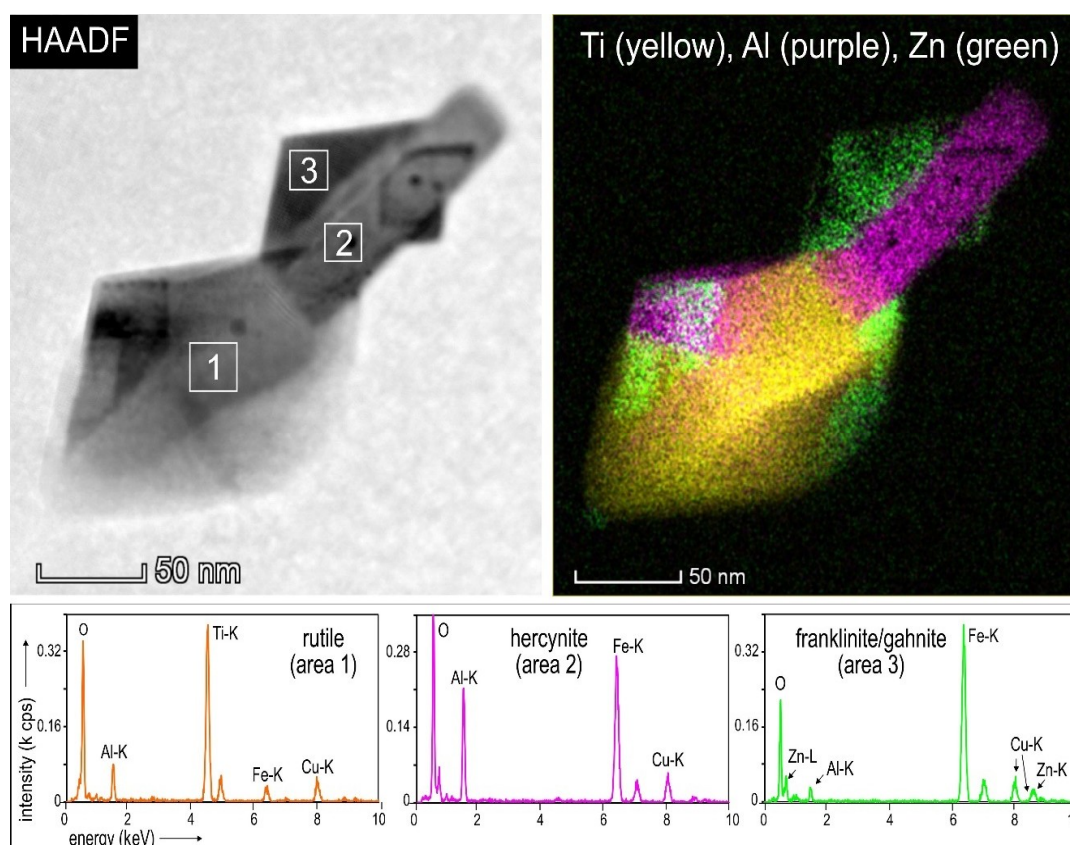 HAADF
Ti (yellow), Al (purple), Zn (green)
3
2
1
50 nm
50 nm
intensity (k cps)
0.32
0.16
0
O
Al-K
Ti-K
Fe-K
Cu-K
rutile
(area 1)
0 2 4 6 8 10
energy (keV)
0.28
0.14
0
O
Al-K
Fe-K
Cu-K
hercynite
(area 2)
0 2 4 6 8 10
0.32
0.16
0
O
Zn-L
Al-K
Fe-K
Cu-K
Zn-K
franklinite/gahnite
(area 3)
0 2 4 6 8 10